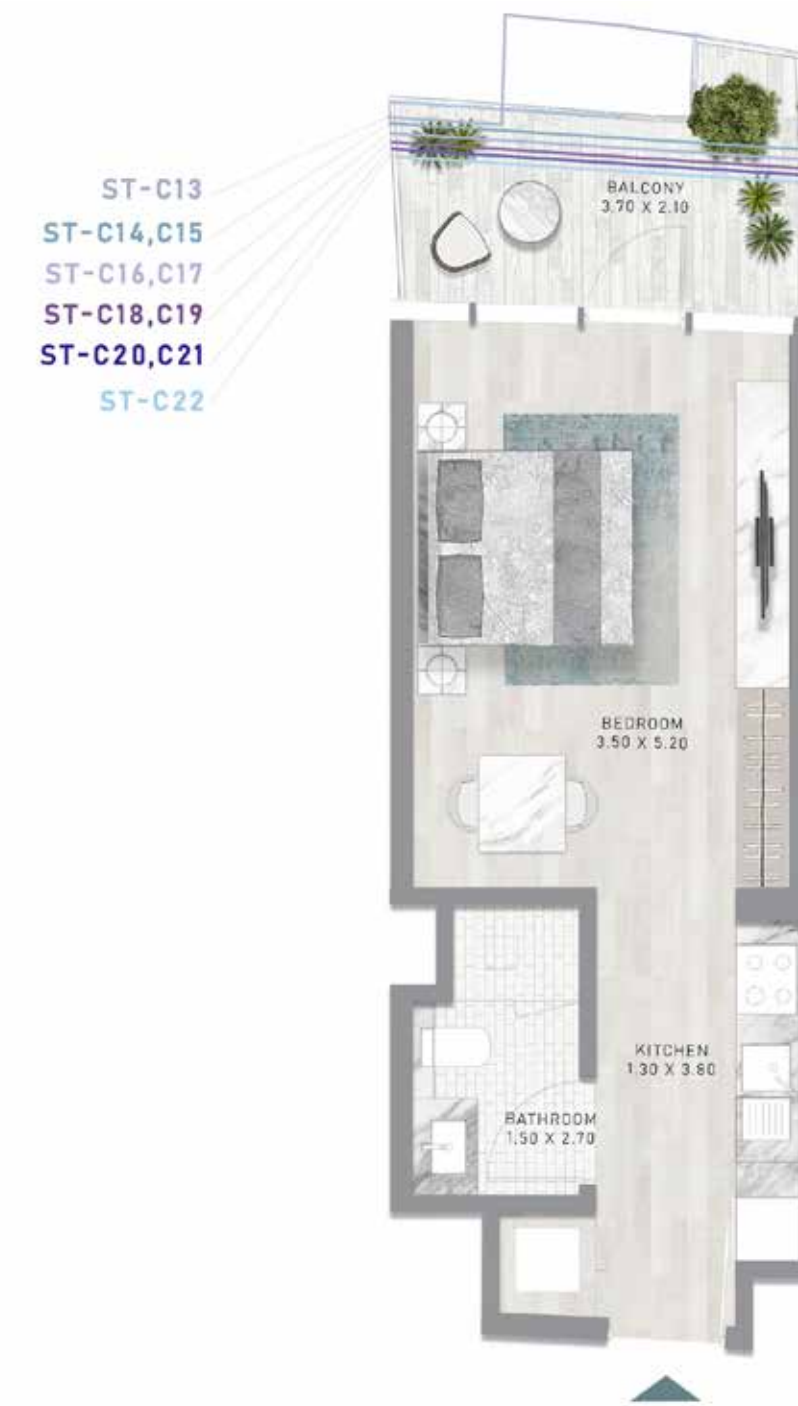 ST-C13
ST-C14,C15
ST-C16,C17
ST-C18,C19
ST-C20,C21
ST-C22
BALCONY
3.70 X 2.10
BEDROOM
3.50 X 5.20
KITCHEN
1.30 X 3.80
BATHROOM
1.50 X 2.70